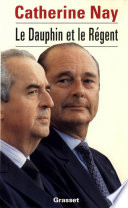 Catherine Nay
Le Dauphin et le Régent
Grasset